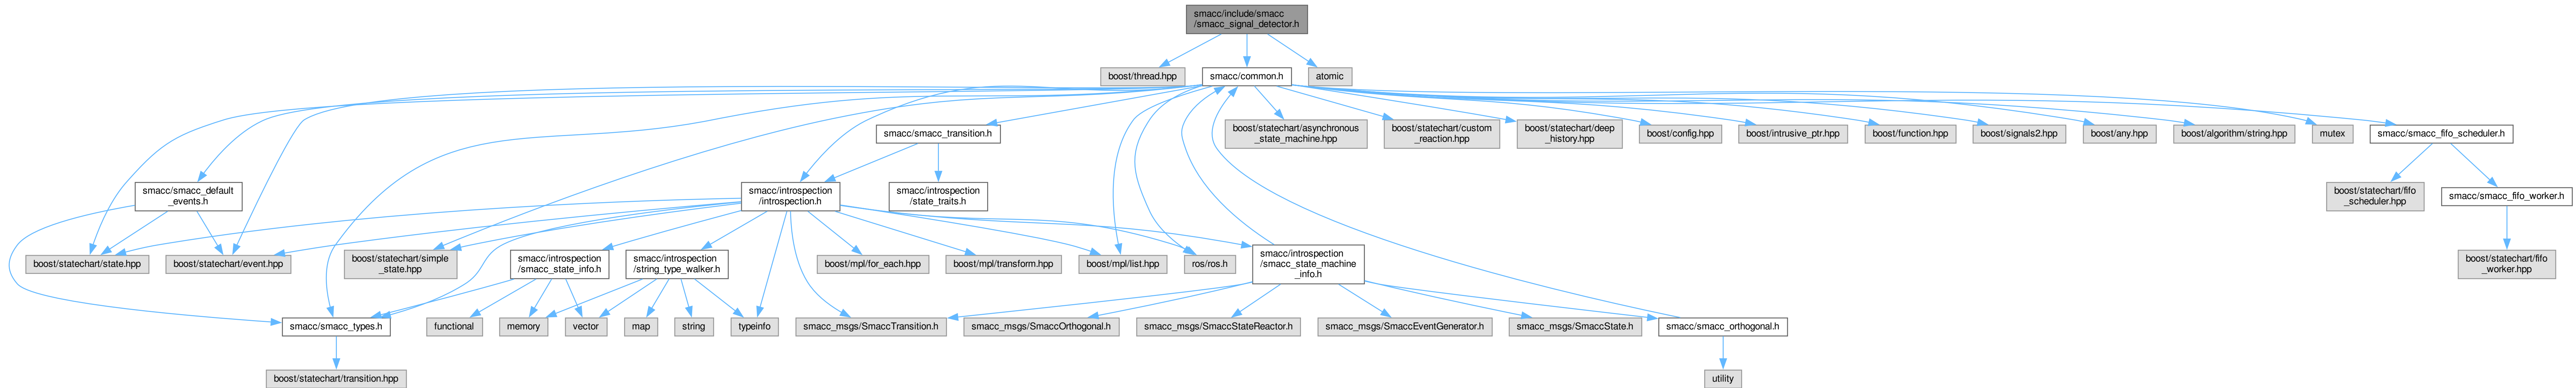 smacc/include/smacc
/smacc_signal_detector.h
boost/thread.hpp
smacc/common.h
atomic
smacc/smacc_transition.h
boost/statechart/asynchronous
_state_machine.hpp
boost/statechart/custom
_reaction.hpp
boost/statechart/deep
_history.hpp
boost/config.hpp
boost/intrusive_ptr.hpp
boost/function.hpp
boost/signals2.hpp
boost/any.hpp
boost/algorithm/string.hpp
mutex
smacc/smacc_fifo_scheduler.h
smacc/smacc_default
_events.h
smacc/introspection
/introspection.h
smacc/introspection
/state_traits.h
boost/statechart/fifo
_scheduler.hpp
smacc/smacc_fifo_worker.h
boost/statechart/state.hpp
boost/statechart/event.hpp
boost/statechart/simple
_state.hpp
smacc/introspection
/smacc_state_info.h
smacc/introspection
/string_type_walker.h
boost/mpl/for_each.hpp
boost/mpl/transform.hpp
boost/mpl/list.hpp
ros/ros.h
smacc/introspection
/smacc_state_machine
_info.h
boost/statechart/fifo
_worker.hpp
smacc/smacc_types.h
functional
memory
vector
map
string
typeinfo
smacc_msgs/SmaccTransition.h
smacc_msgs/SmaccOrthogonal.h
smacc_msgs/SmaccStateReactor.h
smacc_msgs/SmaccEventGenerator.h
smacc_msgs/SmaccState.h
smacc/smacc_orthogonal.h
boost/statechart/transition.hpp
utility